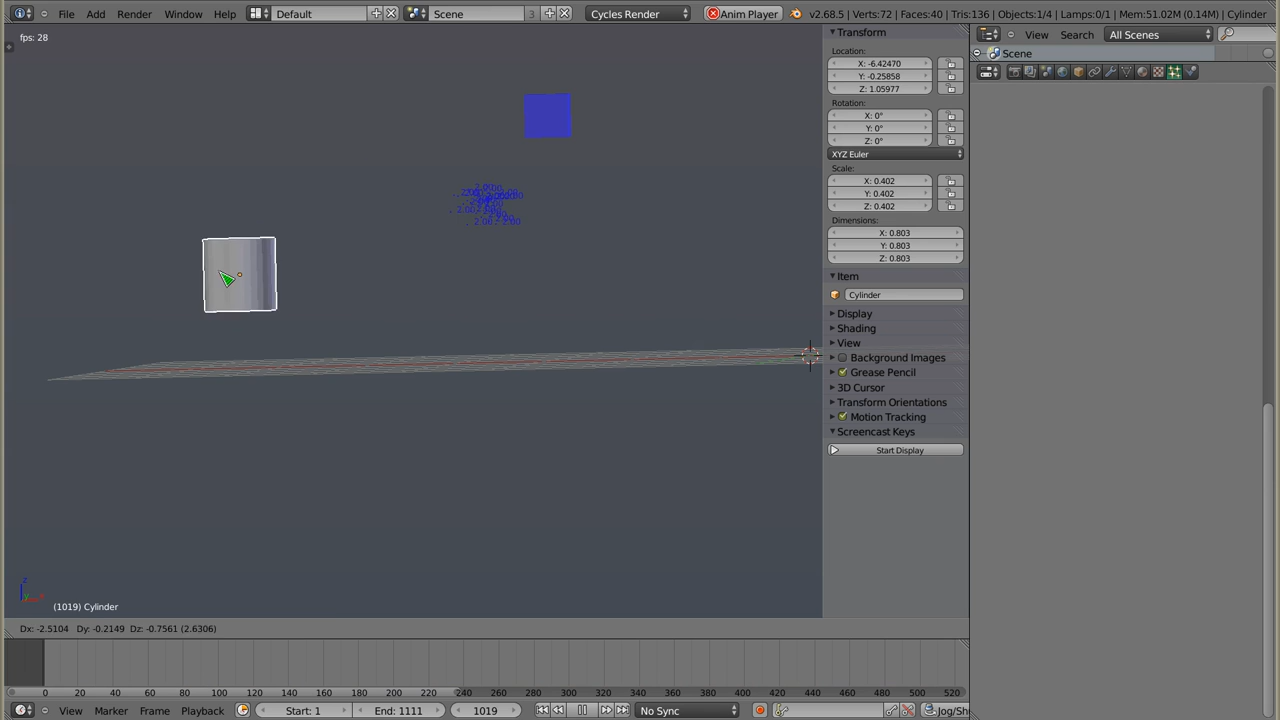 File Add Render Window Help Default Scene 3 Cycles Render Anim Player v2.68.5 | Verts:72 | Faces:40 | Tris:136 | Objects:1/4 | Lamps:0/1 | Mem:51.02M (0.14M) | Cylinder
fps: 28
Transform
Location:
X: -6.42470
Y: -0.25858
Z: 1.05977
Rotation:
X: 0°
Y: 0°
Z: 0°
XYZ Euler
Scale:
X: 0.402
Y: 0.402
Z: 0.402
Dimensions:
X: 0.803
Y: 0.803
Z: 0.803
Item
Cylinder
Display
Shading
View
Background Images
Grease Pencil
3D Cursor
Transform Orientations
Motion Tracking
Screencast Keys
Start Display
View Search All Scenes
Scene
z
(1019) Cylinder
Dx: -2.5104 Dy: -0.2149 Dz: -0.7561 (2.6306)
0 20 40 60 80 100 120 140 160 180 200 220 240 260 280 300 320 340 360 380 400 420 440 460 480 500 520
View Marker Frame Playback Start: 1 End: 1111 1019 No Sync Jog/Sh